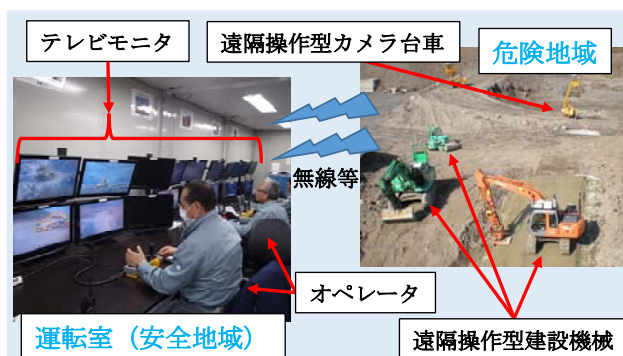 テレビモニタ
遠隔操作型カメラ台車
危険地域
無線等
オペレータ
運転室（安全地域）
遠隔操作型建設機械